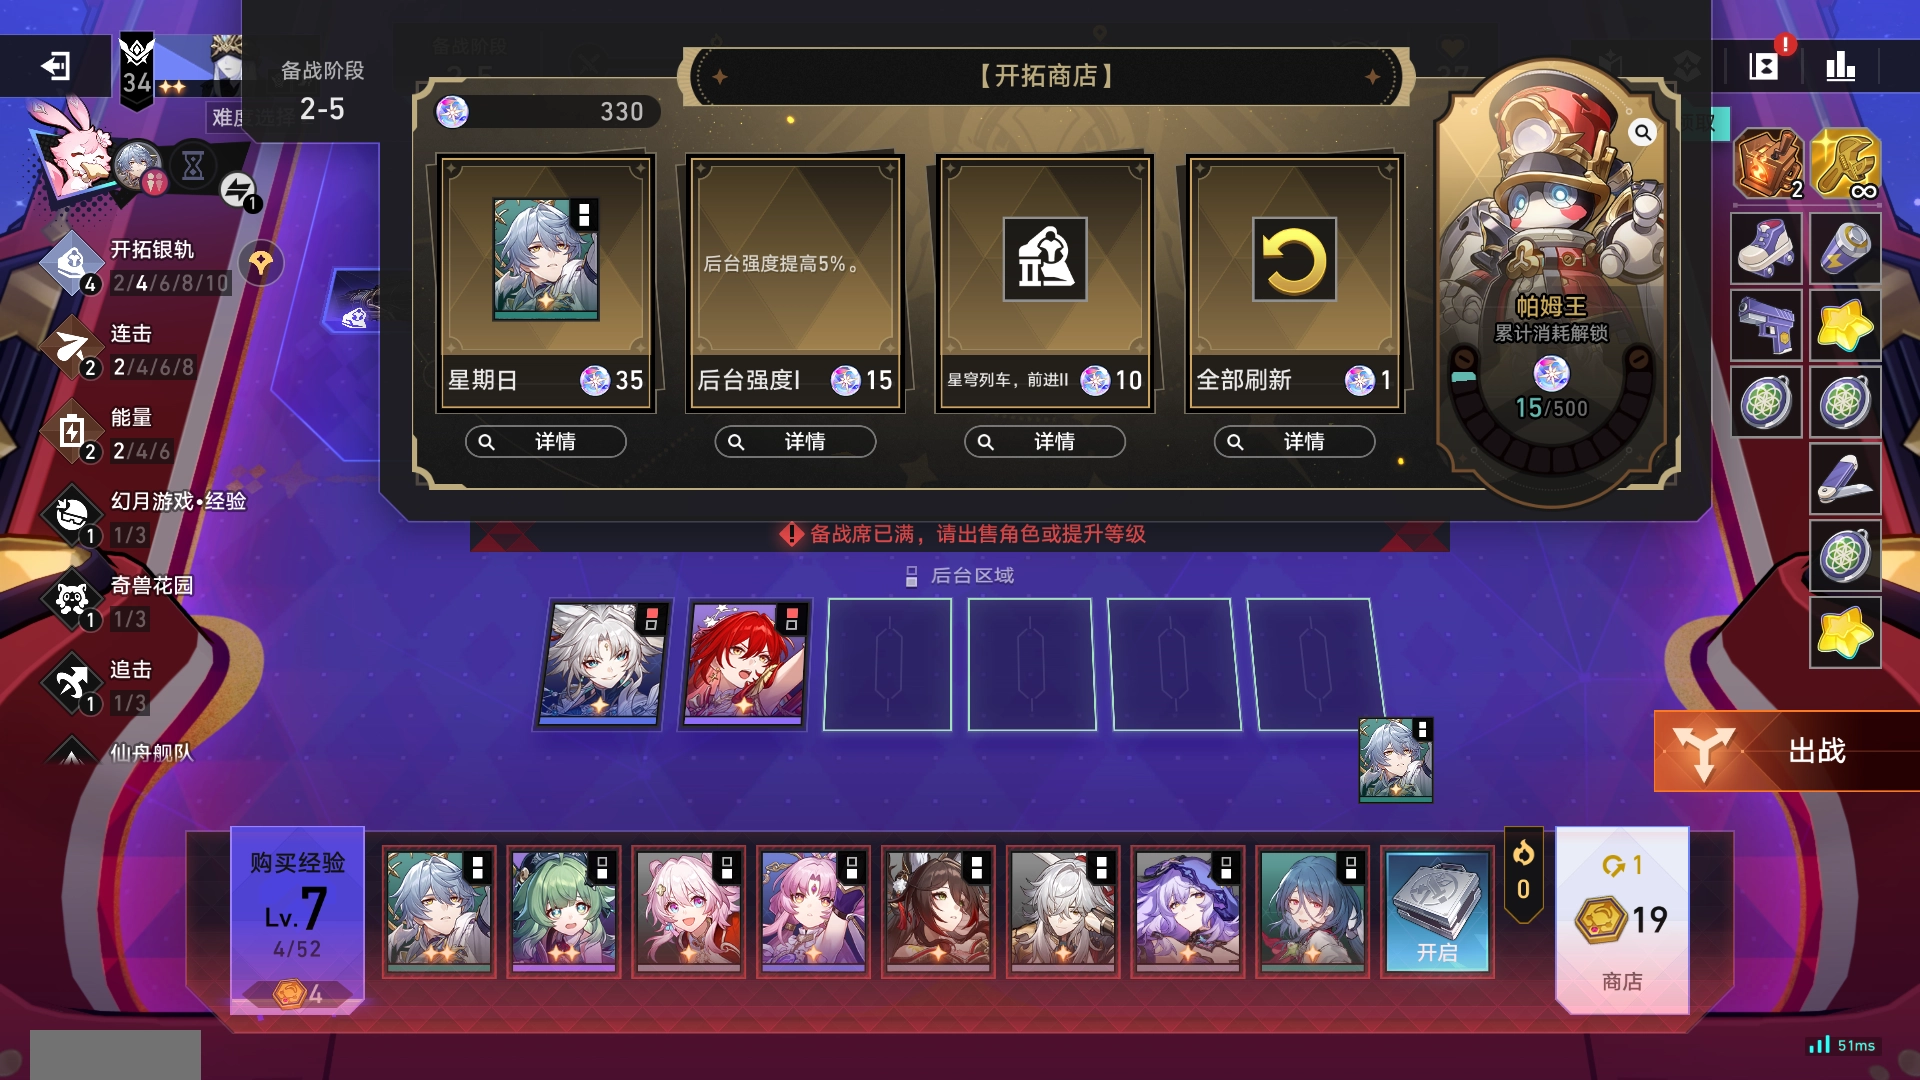 34
难度选择
备战阶段
2-5
【开拓商店】
330
后台强度提高5%。
星期日 35
后台强度I 15
星穹列车，前进II 10
全部刷新 1
详情
详情
详情
详情
帕姆王
累计消耗解锁
15/500
2
∞
1
开拓银轨
4
2/4/6/8/10
连击
2
2/4/6/8
能量
2
2/4/6
幻月游戏•经验
1
1/3
奇兽花园
1
1/3
追击
1
1/3
仙舟舰队
备战席已满，请出售角色或提升等级
后台区域
出战
购买经验
Lv.7
4/52
4
开启
0
1
19
商店
51ms